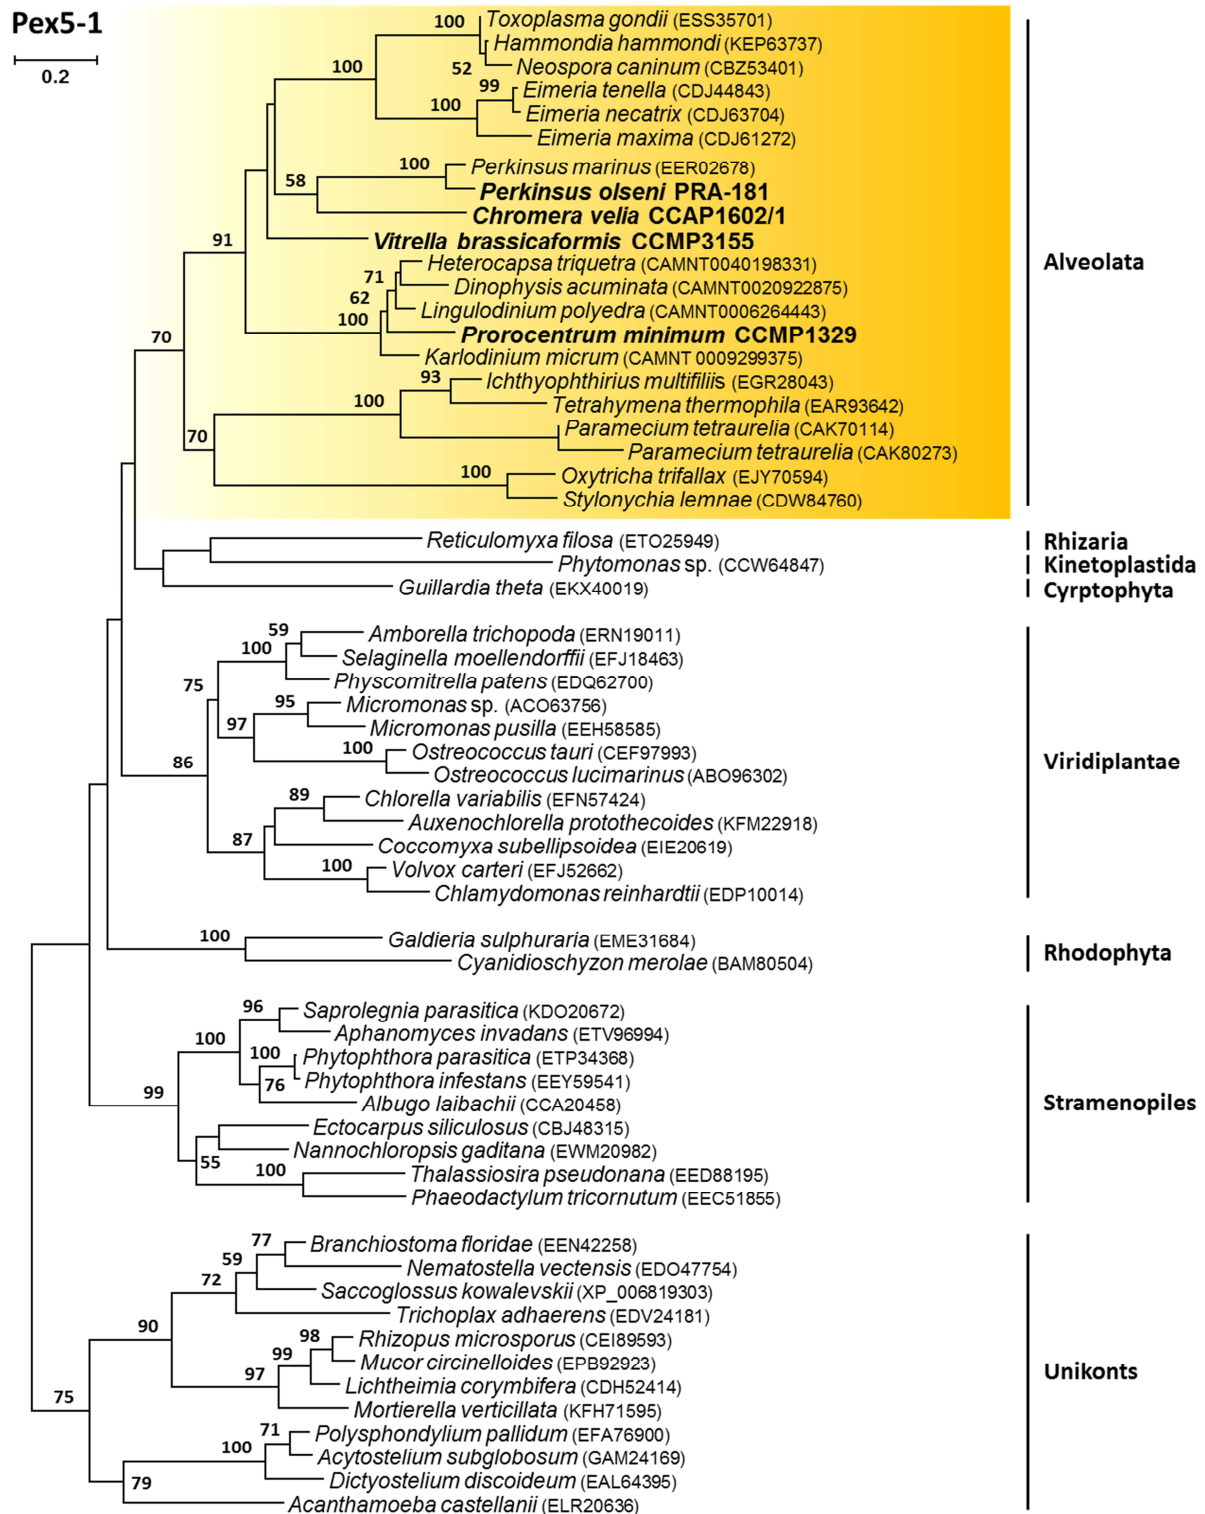 Pex5-1
0.2
100
Toxoplasma gondii (ESS35701)
Hammondia hammondi (KEP63737)
52
Neospora caninum (CBZ53401)
100
99
Eimeria tenella (CDJ44843)
100
Eimeria necatrix (CDJ63704)
Eimeria maxima (CDJ61272)
100
Perkinsus marinus (EER02678)
58
Perkinsus olseni PRA-181
Chromera velia CCAP1602/1
91
Vitrella brassicaformis CCMP3155
Heterocapsa triquetra (CAMNT0040198331)
Alveolata
71
Dinophysis acuminata (CAMNT0020922875)
62
Lingulodinium polyedra (CAMNT0006264443)
100
Prorocentrum minimum CCMP1329
70
Karlodinium micrum (CAMNT 0009299375)
93
Ichthyophthirius multifiliis (EGR28043)
100
Tetrahymena thermophila (EAR93642)
Paramecium tetraurelia (CAK70114)
70
Paramecium tetraurelia (CAK80273)
100
Oxytricha trifallax (EJY70594)
Stylonychia lemnae (CDW84760)
Reticulomyxa filosa (ETO25949)
Rhizaria
Phytomonas sp. (CCW64847)
Kinetoplastida
Guillardia theta (EKX40019)
Cyrptophyta
59
Amborella trichopoda (ERN19011)
100
Selaginella moellendorffii (EFJ18463)
75
Physcomitrella patens (EDQ62700)
95
Micromonas sp. (ACO63756)
97
Micromonas pusilla (EEH58585)
100
Ostreococcus tauri (CEF97993)
86
Viridiplantae
Ostreococcus lucimarinus (ABO96302)
89
Chlorella variabilis (EFN57424)
Auxenochlorella protothecoides (KFM22918)
87
Coccomyxa subellipsoidea (EIE20619)
100
Volvox carteri (EFJ52662)
Chlamydomonas reinhardtii (EDP10014)
100
Galdieria sulphuraria (EME31684)
Rhodophyta
Cyanidioschyzon merolae (BAM80504)
96
Saprolegnia parasitica (KDO20672)
100
Aphanomyces invadans (ETV96994)
100
Phytophthora parasitica (ETP34368)
99
76
Phytophthora infestans (EEY59541)
Albugo laibachii (CCA20458)
Stramenopiles
Ectocarpus siliculosus (CBJ48315)
Nannochloropsis gaditana (EWM20982)
55
100
Thalassiosira pseudonana (EED88195)
Phaeodactylum tricornutum (EEC51855)
77
Branchiostoma floridae (EEN42258)
59
Nematostella vectensis (EDO47754)
72
Saccoglossus kowalevskii (XP_006819303)
Trichoplax adhaerens (EDV24181)
90
98
Rhizopus microsporus (CEI89593)
99
Mucor circinelloides (EPB92923)
97
Unikonts
Lichtheimia corymbifera (CDH52414)
75
Mortierella verticillata (KFH71595)
71
Polysphondylium pallidum (EFA76900)
100
Acytostelium subglobosum (GAM24169)
79
Dictyostelium discoideum (EAL64395)
Acanthamoeba castellanii (ELR20636)